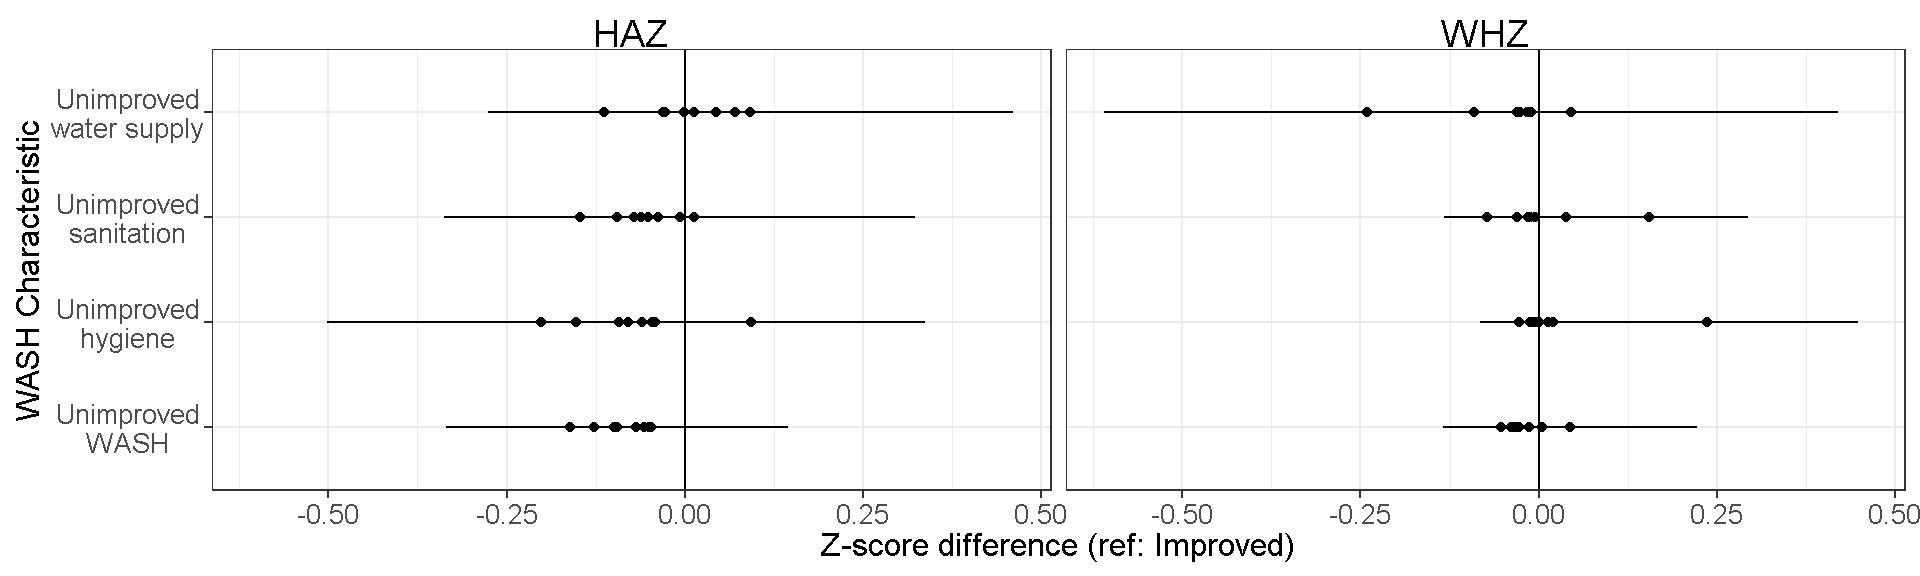 HAZ
WHZ
WASH Characteristic
Unimproved
water supply
Unimproved
sanitation
Unimproved
hygiene
Unimproved
WASH
-0.50
-0.25
0.00
0.25
0.50
-0.50
-0.25
0.00
0.25
0.50
Z-score difference (ref: Improved)